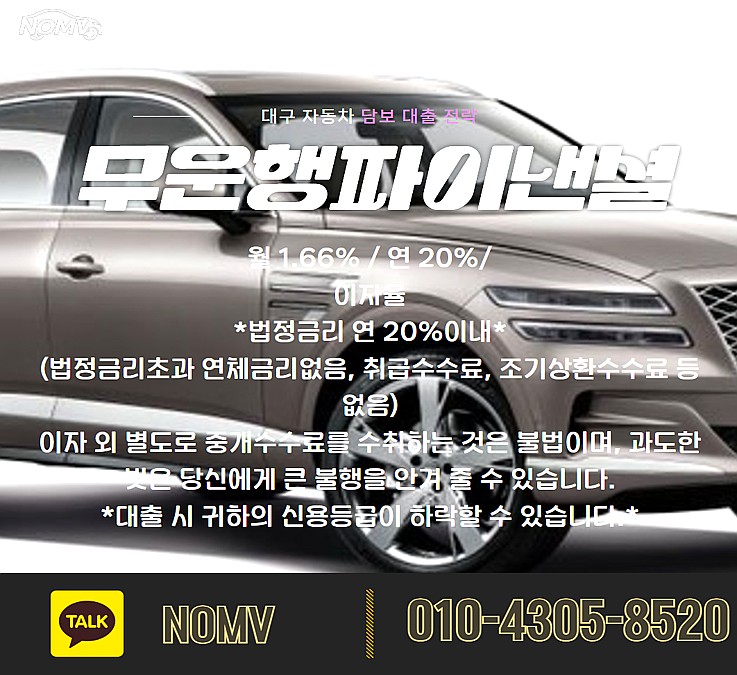 NOMV
대구 자동차 담보 대출 전략
무운행파이낸셜
월 1.66% / 연 20%/
이자율
*법정금리 연 20%이내*
(법정금리초과 연체금리없음, 취급수수료, 조기상환수수료 등
없음)
이자 외 별도로 중개수수료를 수취하는 것은 불법이며, 과도한
빚은 당신에게 큰 불행을 안겨 줄 수 있습니다.
*대출 시 귀하의 신용등급이 하락할 수 있습니다.*
TALK NOMV 010-4305-8520